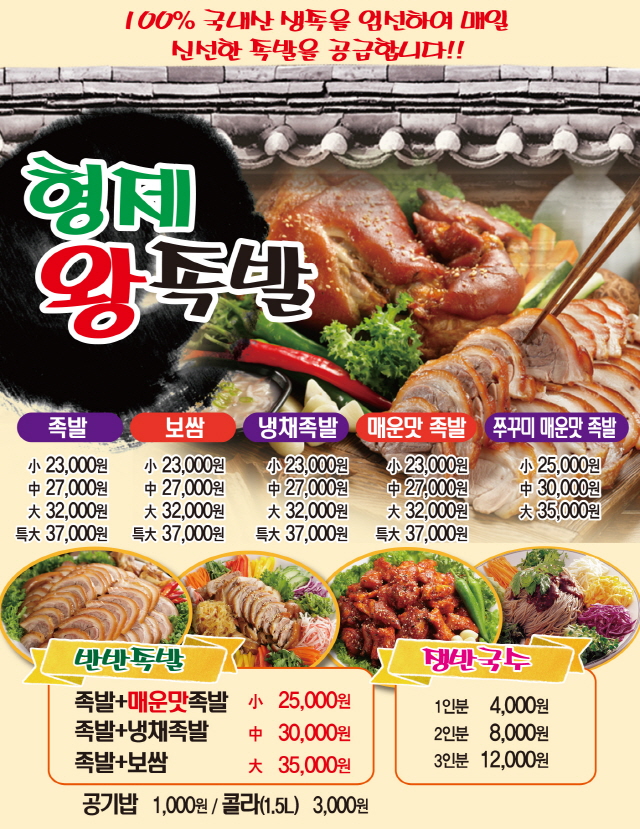 100% 국내산 생족을 엄선하여 매일
신선한 족발을 공급합니다!!
형제
왕족발
족발
小 23,000원
中 27,000원
大 32,000원
特大 37,000원
보쌈
小 23,000원
中 27,000원
大 32,000원
特大 37,000원
냉채족발
小 23,000원
中 27,000원
大 32,000원
特大 37,000원
매운맛 족발
小 23,000원
中 27,000원
大 32,000원
特大 37,000원
쭈꾸미 매운맛 족발
小 25,000원
中 30,000원
大 35,000원
반반족발
족발+매운맛족발 小 25,000원
족발+냉채족발 中 30,000원
족발+보쌈 大 35,000원
쟁반국수
1인분 4,000원
2인분 8,000원
3인분 12,000원
공기밥 1,000원 / 콜라(1.5L) 3,000원